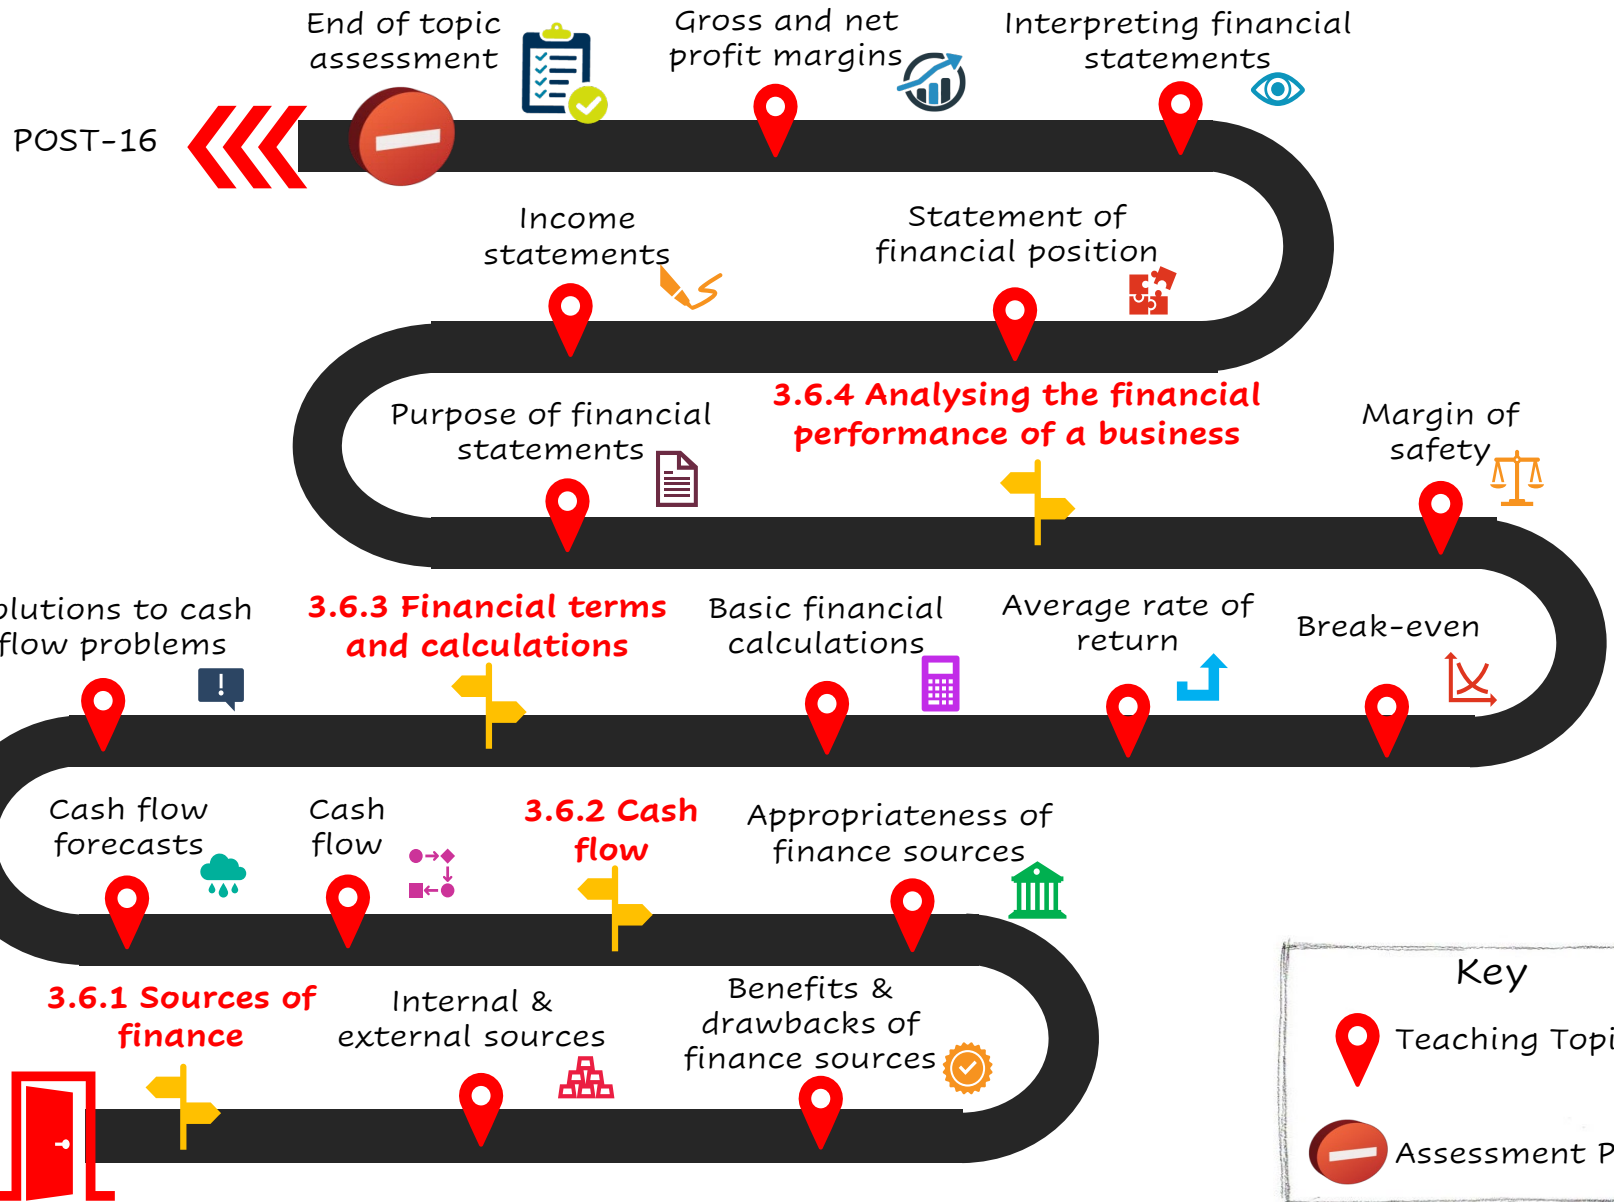 End of topic
assessment
Gross and net
profit margins
Interpreting financial
statements
POST-16
Income
statements
Statement of
financial position
Purpose of financial
statements
3.6.4 Analysing the financial
performance of a business
Margin of
safety
olutions to cash
flow problems
3.6.3 Financial terms
and calculations
Basic financial
calculations
Average rate of
return
Break-even
Cash flow
forecasts
Cash
flow
3.6.2 Cash
flow
Appropriateness of
finance sources
3.6.1 Sources of
finance
Internal &
external sources
Benefits &
drawbacks of
finance sources
Key
Teaching Topi
Assessment P